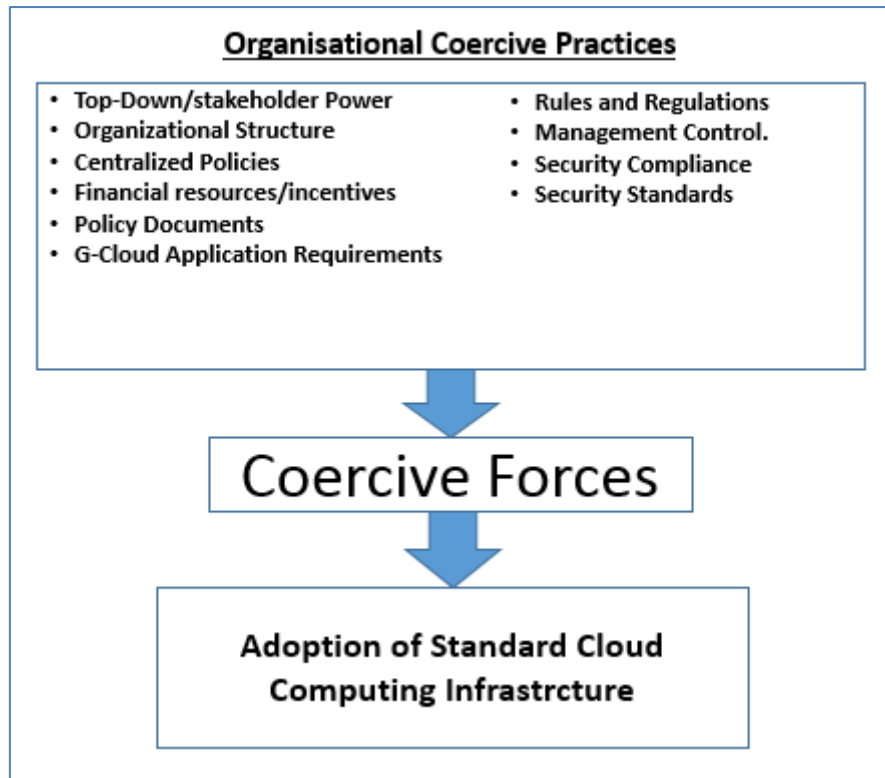 Organisational Coercive Practices
• Top-Down/stakeholder Power
• Organizational Structure
• Centralized Policies
• Financial resources/incentives
• Policy Documents
• G-Cloud Application Requirements
• Rules and Regulations
• Management Control.
• Security Compliance
• Security Standards
Coercive Forces
Adoption of Standard Cloud
Computing Infrastrcture